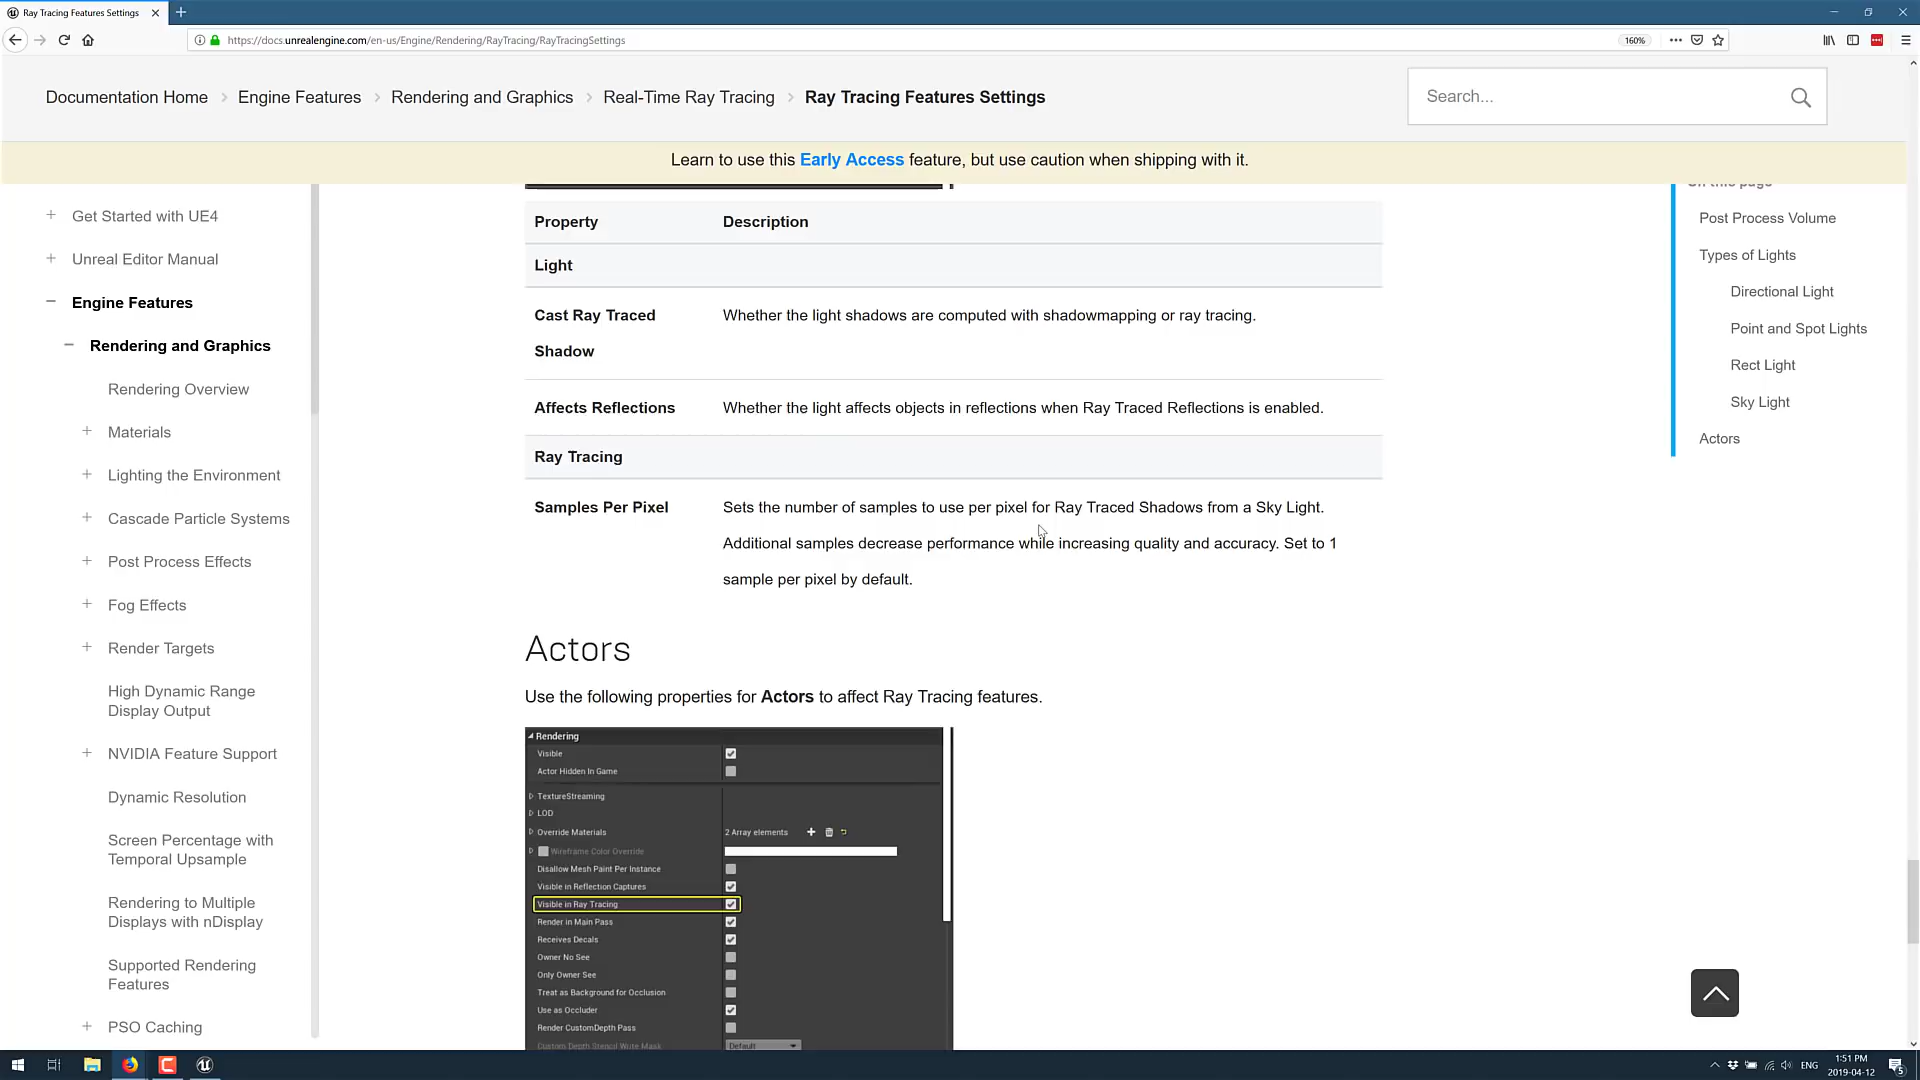 Ray Tracing Features Settings
https://docs.unrealengine.com/en-us/Engine/Rendering/RayTracing/RayTracingSettings
160%
Documentation Home
Engine Features
Rendering and Graphics
Real-Time Ray Tracing
Ray Tracing Features Settings
Search...
Learn to use this Early Access feature, but use caution when shipping with it.
Get Started with UE4
Unreal Editor Manual
Engine Features
Rendering and Graphics
Rendering Overview
Materials
Lighting the Environment
Cascade Particle Systems
Post Process Effects
Fog Effects
Render Targets
High Dynamic Range
Display Output
NVIDIA Feature Support
Dynamic Resolution
Screen Percentage with
Temporal Upsample
Rendering to Multiple
Displays with nDisplay
Supported Rendering
Features
PSO Caching
Property Description
Light
Cast Ray Traced
Shadow
Whether the light shadows are computed with shadowmapping or ray tracing.
Affects Reflections
Whether the light affects objects in reflections when Ray Traced Reflections is enabled.
Ray Tracing
Samples Per Pixel
Sets the number of samples to use per pixel for Ray Traced Shadows from a Sky Light.
Additional samples decrease performance while increasing quality and accuracy. Set to 1
sample per pixel by default.
Actors
Use the following properties for Actors to affect Ray Tracing features.
Rendering
Visible
Actor Hidden In Game
TextureStreaming
LOD
Override Materials 2 Array elements
Wireframe Color Override
Disallow Mesh Paint Per Instance
Visible in Reflection Captures
Visible in Ray Tracing
Render in Main Pass
Receives Decals
Owner No See
Only Owner See
Treat as Background for Occlusion
Use as Occluder
Render CustomDepth Pass
Custom Depth Stencil Write Mask Default
On this page
Post Process Volume
Types of Lights
Directional Light
Point and Spot Lights
Rect Light
Sky Light
Actors
ENG
1:51 PM
2019-04-12
5